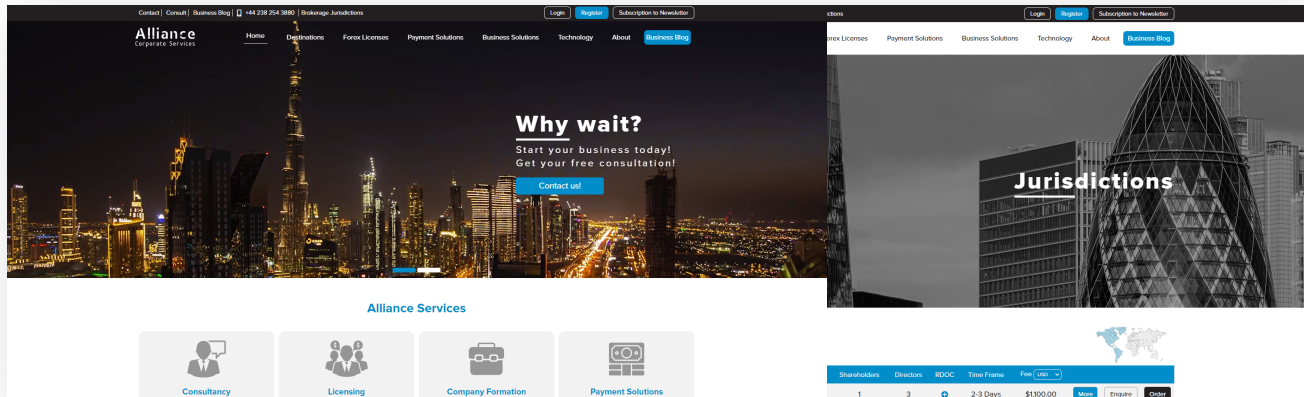 Contact | Consult | Business Blog | +44 238 254 3880 | Brokerage Jurisdictions
Login Register Subscription to Newsletter
Alliance
Corporate Services
Home Destinations Forex Licenses Payment Solutions Business Solutions Technology About Business Blog
Why wait?
Start your business today!
Get your free consultation!
Contact us!
Alliance Services
Consultancy
Licensing
Company Formation
Payment Solutions
ctions
Login Register Subscription to Newsletter
orex Licenses Payment Solutions Business Solutions Technology About Business Blog
Jurisdictions
Shareholders Directors RDOC Time Frame Fee USD
1 3 2-3 Days $1,100.00 More Enquire Order